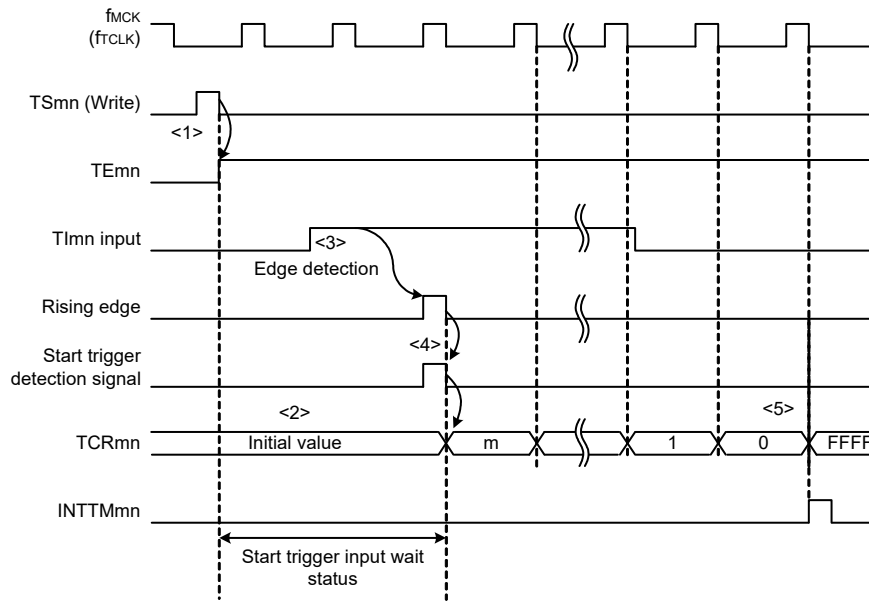 fMCK
(fTCLK)
TSmn (Write)
<1>
TEmn
TImn input
<3>
Edge detection
Rising edge
<4>
Start trigger
detection signal
<2>
<5>
TCRmn
Initial value
m
1
0
FFFF
INTTMmn
Start trigger input wait
status